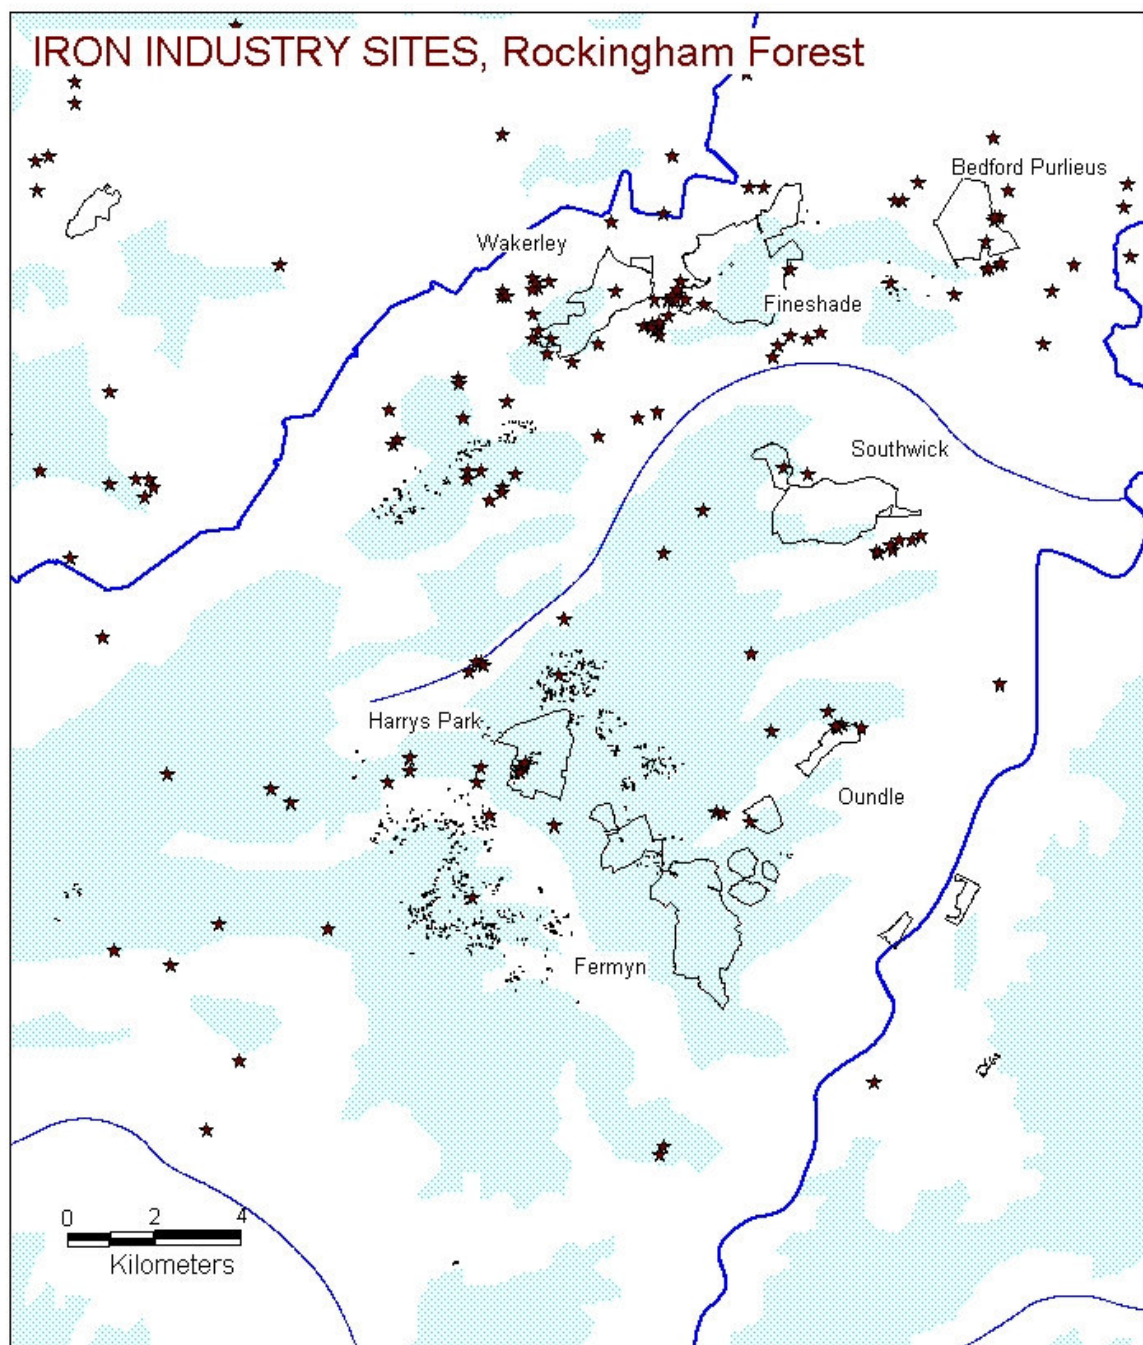 IRON INDUSTRY SITES, Rockingham Forest
Bedford Purlieus
Wakerley
Fineshade
Southwick
Harrys Park
Oundle
Fermyn
0 2 4
Kilometers